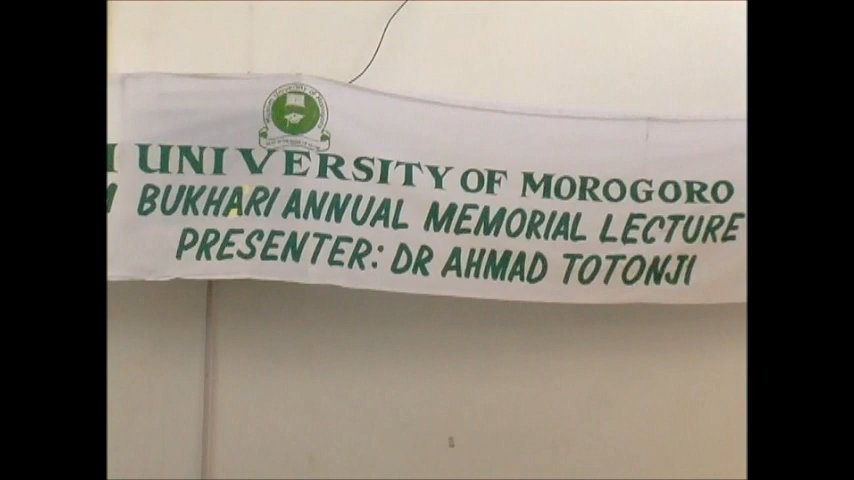 UNIVERSITY OF MOROGORO
BUKHARI ANNUAL MEMORIAL LECTURE
PRESENTER: DR AHMAD TOTONJI